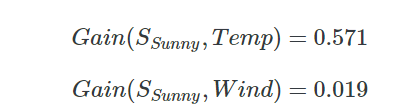 Gain(S_Sunny, Temp) = 0.571
Gain(S_Sunny, Wind) = 0.019